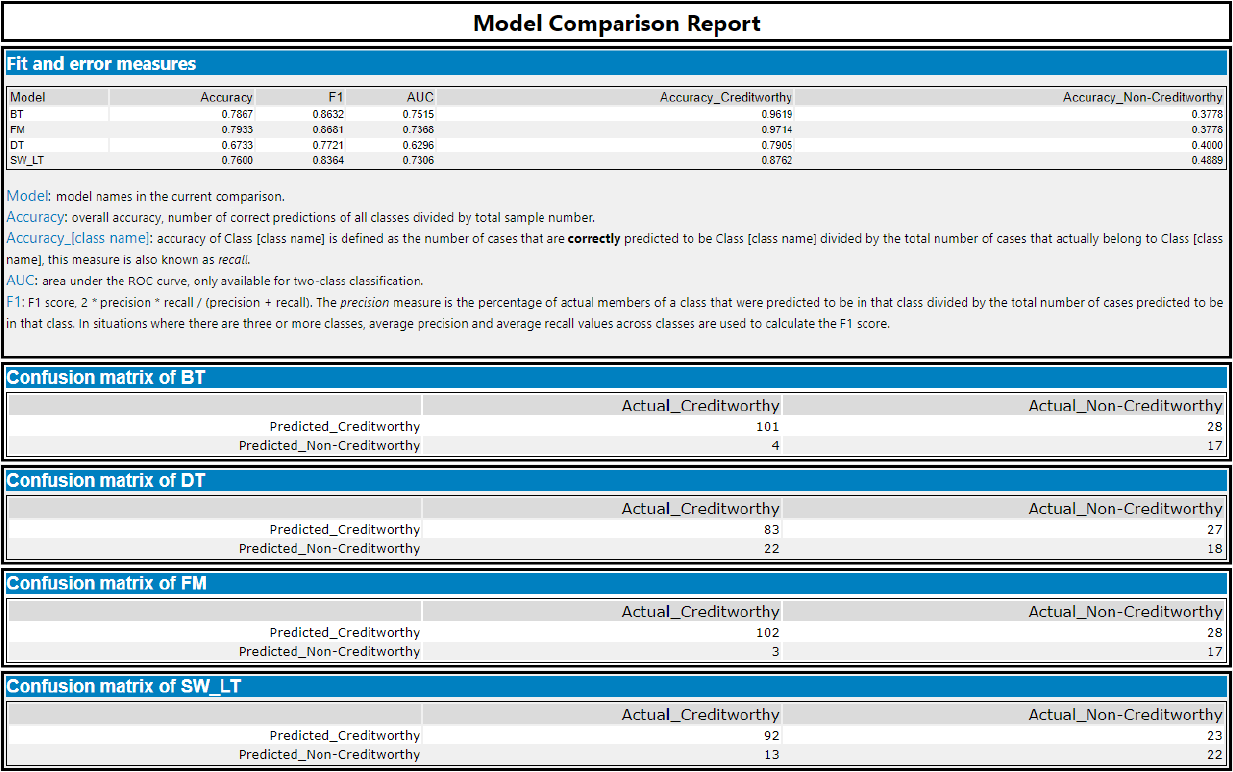 Model Comparison Report
Fit and error measures
Model Accuracy F1 AUC Accuracy_Creditworthy Accuracy_Non-Creditworthy
BT 0.7867 0.8632 0.7515 0.9619 0.3778
FM 0.7933 0.8681 0.7368 0.9714 0.3778
DT 0.6733 0.7721 0.6296 0.7905 0.4000
SW_LT 0.7600 0.8364 0.7306 0.8762 0.4889
Model: model names in the current comparison.
Accuracy: overall accuracy, number of correct predictions of all classes divided by total sample number.
Accuracy_[class name]: accuracy of Class [class name] is defined as the number of cases that are correctly predicted to be Class [class name] divided by the total number of cases that actually belong to Class [class
name], this measure is also known as recall.
AUC: area under the ROC curve, only available for two-class classification.
F1: F1 score, 2 * precision * recall / (precision + recall). The precision measure is the percentage of actual members of a class that were predicted to be in that class divided by the total number of cases predicted to be
in that class. In situations where there are three or more classes, average precision and average recall values across classes are used to calculate the F1 score.
Confusion matrix of BT
Actual_Creditworthy Actual_Non-Creditworthy
Predicted_Creditworthy 101 28
Predicted_Non-Creditworthy 4 17
Confusion matrix of DT
Actual_Creditworthy Actual_Non-Creditworthy
Predicted_Creditworthy 83 27
Predicted_Non-Creditworthy 22 18
Confusion matrix of FM
Actual_Creditworthy Actual_Non-Creditworthy
Predicted_Creditworthy 102 28
Predicted_Non-Creditworthy 3 17
Confusion matrix of SW_LT
Actual_Creditworthy Actual_Non-Creditworthy
Predicted_Creditworthy 92 23
Predicted_Non-Creditworthy 13 22